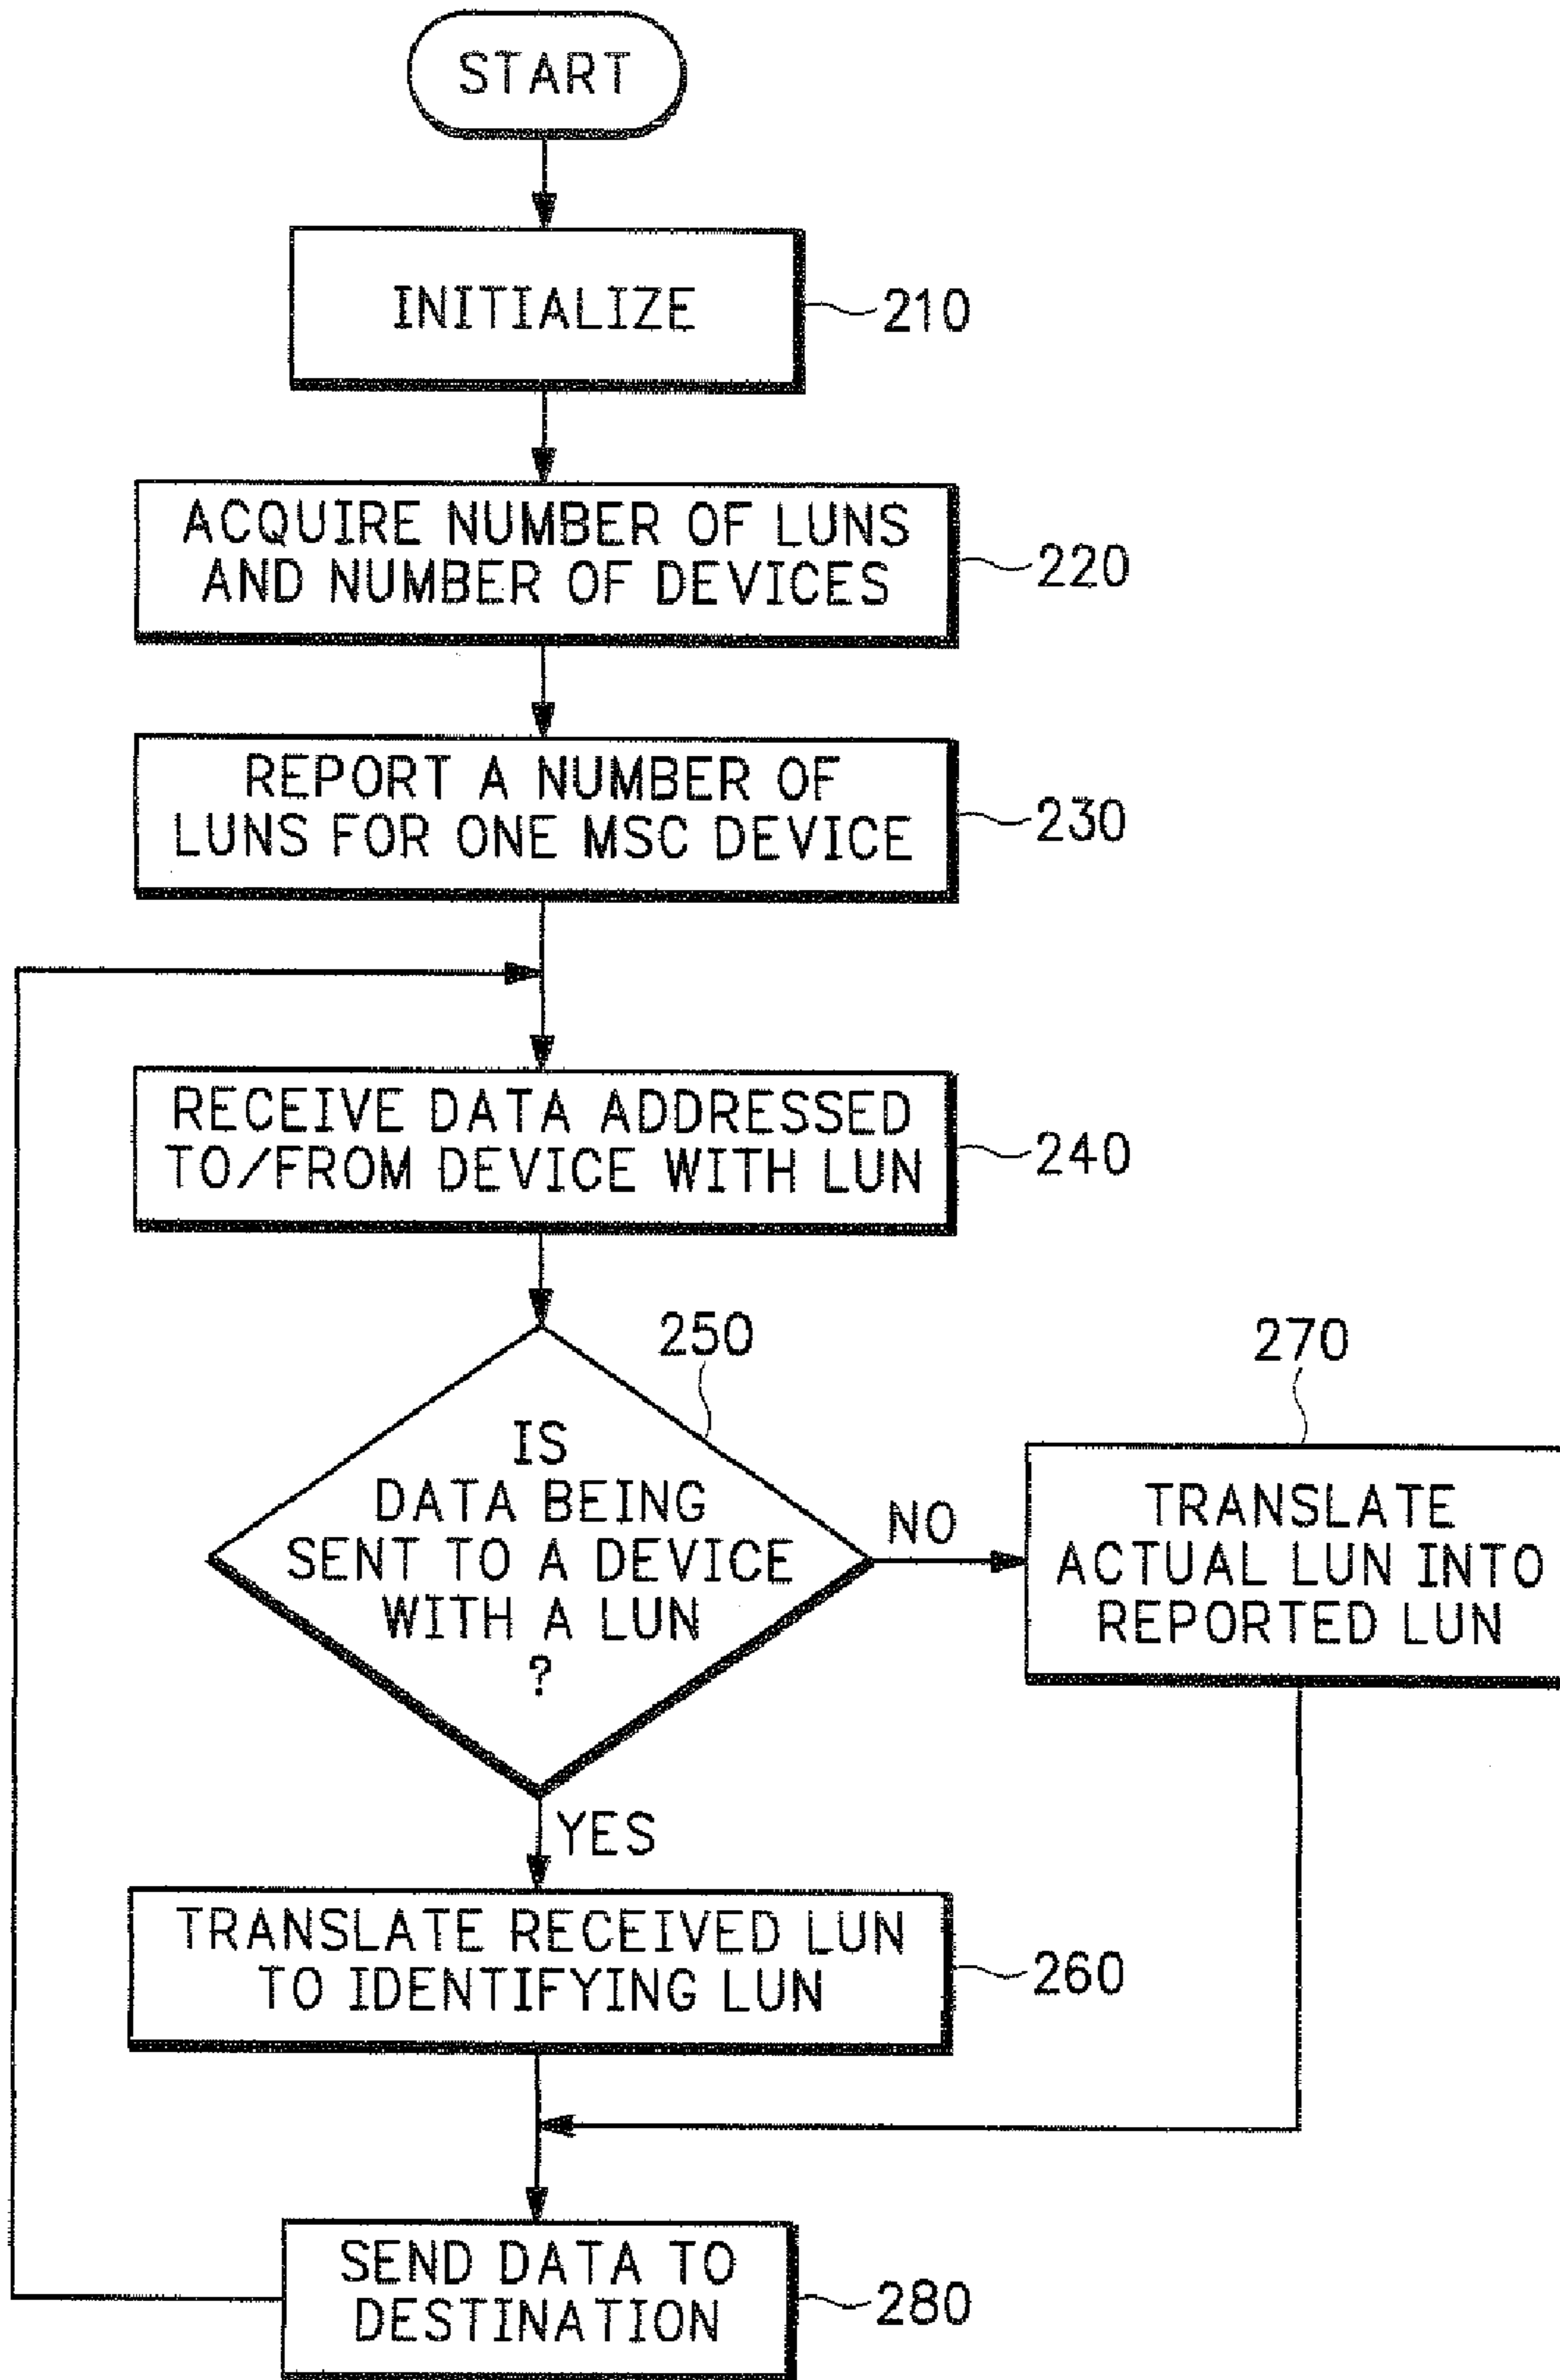 START
INITIALIZE
210
ACQUIRE NUMBER OF LUNS
AND NUMBER OF DEVICES
220
REPORT A NUMBER OF
LUNS FOR ONE MSC DEVICE
230
RECEIVE DATA ADDRESSED
TO/FROM DEVICE WITH LUN
240
250
IS
DATA BEING
SENT TO A DEVICE
WITH A LUN
?
NO
270
TRANSLATE
ACTUAL LUN INTO
REPORTED LUN
YES
TRANSLATE RECEIVED LUN
TO IDENTIFYING LUN
260
SEND DATA TO
DESTINATION
280